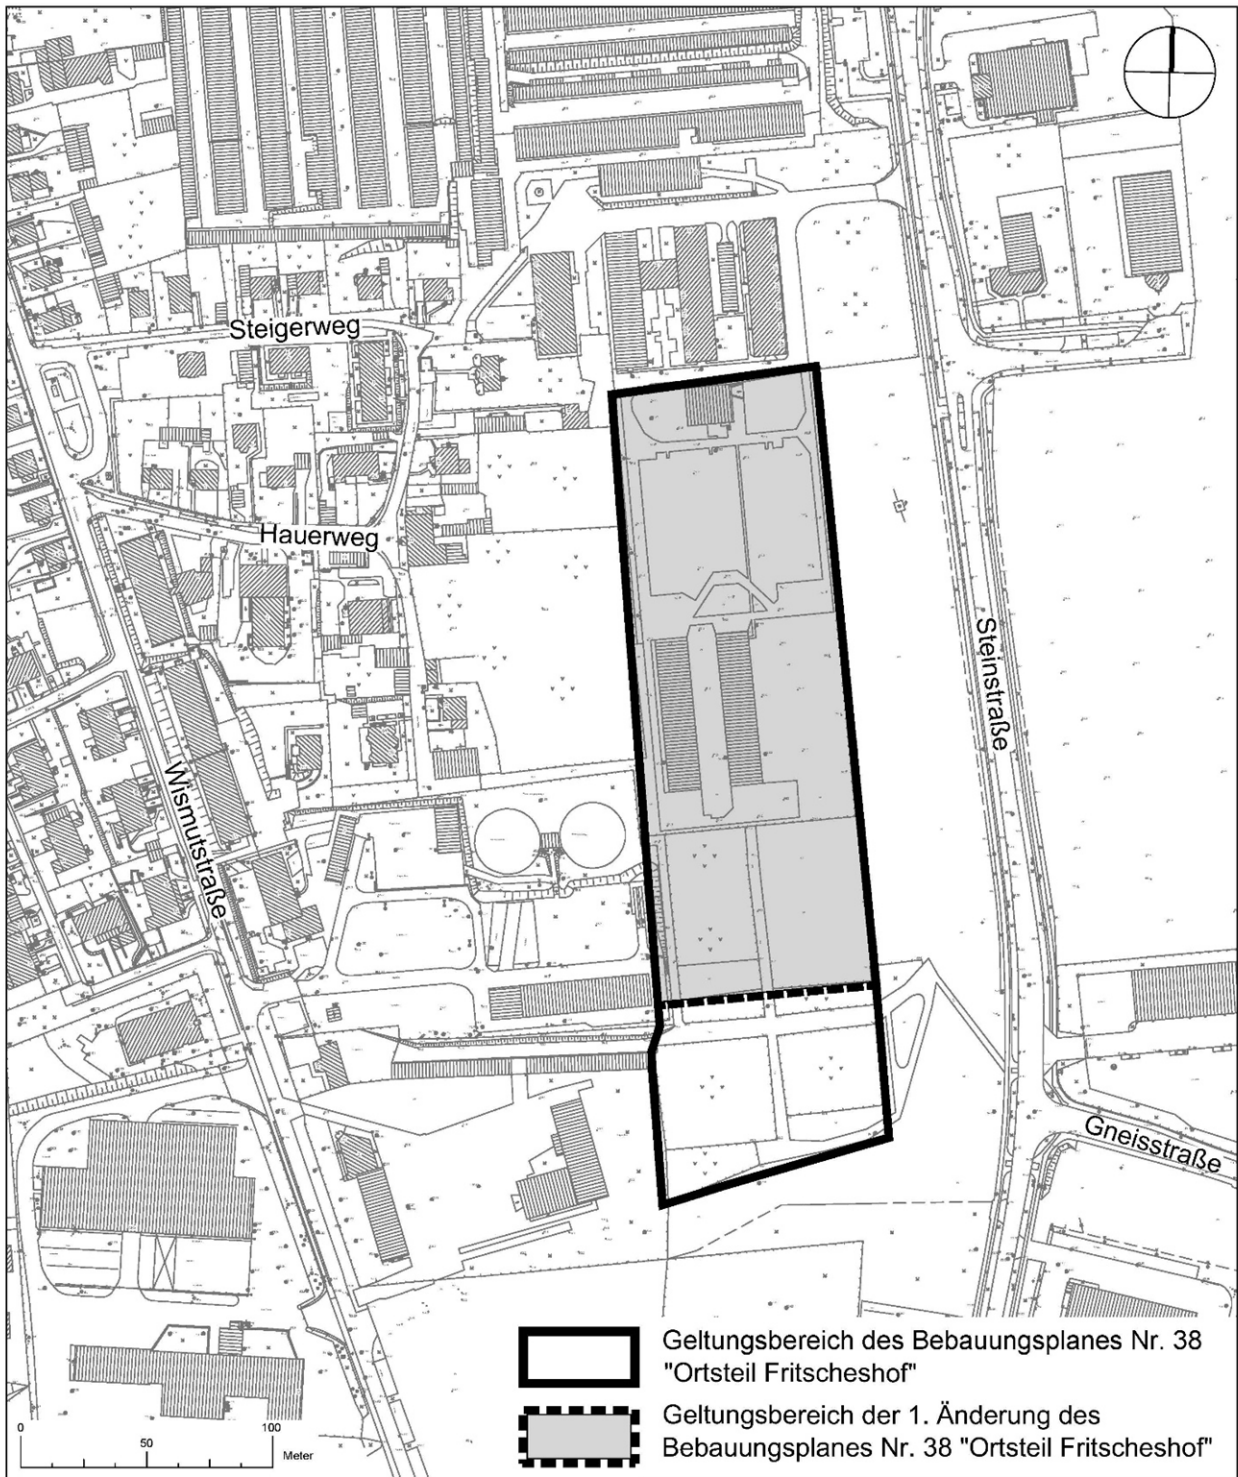 Steigerweg
Hauerweg
Steinstraße
Wismutstraße
Gneisstraße
Geltungsbereich des Bebauungsplanes Nr. 38
"Ortsteil Fritscheshof"
Geltungsbereich der 1. Änderung des
Bebauungsplanes Nr. 38 "Ortsteil Fritscheshof"
0 50 100 Meter